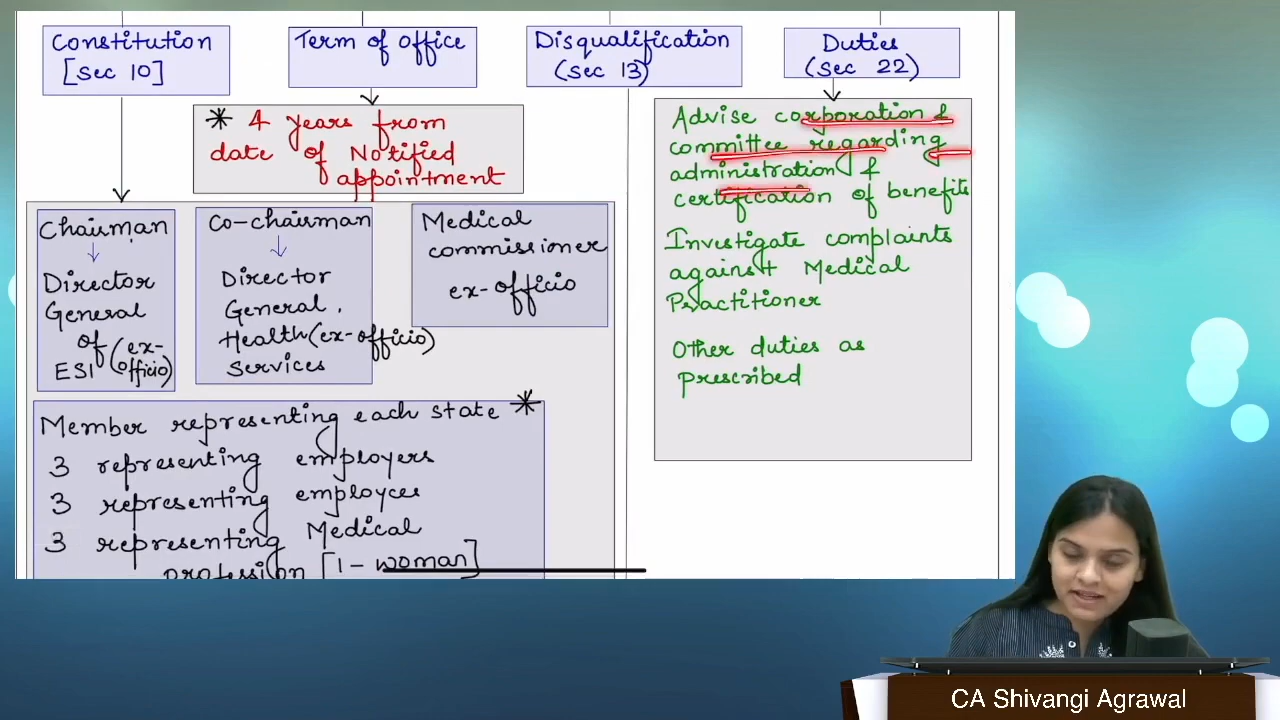 Constitution
[sec 10]
Term of office
Disqualification
(sec 13)
Duties
(sec 22)
* 4 years from
date of Notified
appointment
Advise corporation &
committee regarding
administration &
certification of benefits
Investigate complaints
against Medical
Practitioner
Other duties as
prescribed
Chairman
Director
General
of (ex-
ESI officio)
Co-chairman
Director
General,
Health (ex-officio)
Services
Medical
commissioner
ex-officio
Member representing each state *
3 representing employers
3 representing employees
3 representing Medical
profession [1- woman]
CA Shivangi Agrawal